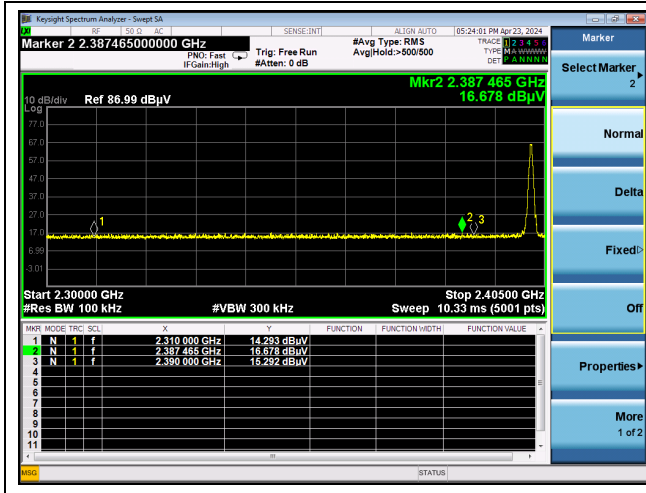 Keysight Spectrum Analyzer - Swept SA
RF 50 Ω AC SENSE:INT ALIGN AUTO 05:24:01 PM Apr 23, 2024
Marker 2 2.387465000000 GHz
PNO: Fast
IFGain:High
Trig: Free Run
#Atten: 0 dB
#Avg Type: RMS
Avg|Hold:>500/500
TRACE 1 2 3 4 5 6
TYPE M A W W W W
DET P A N N N N
Mkr2 2.387 465 GHz
16.678 dBµV
10 dB/div Ref 86.99 dBµV
Log
77.0
67.0
57.0
47.0
37.0
27.0
17.0
6.99
-3.01
1
2
3
Start 2.30000 GHz Stop 2.40500 GHz
#Res BW 100 kHz #VBW 300 kHz Sweep 10.33 ms (5001 pts)
MKR MODE TRC SCL X Y FUNCTION FUNCTION WIDTH FUNCTION VALUE
1 N 1 f 2.310 000 GHz 14.293 dBµV
2 N 1 f 2.387 465 GHz 16.678 dBµV
3 N 1 f 2.390 000 GHz 15.292 dBµV
4
5
6
7
8
9
10
11
MSG STATUS
Marker
Select Marker
2
Normal
Delta
Fixed
Off
Properties
More
1 of 2